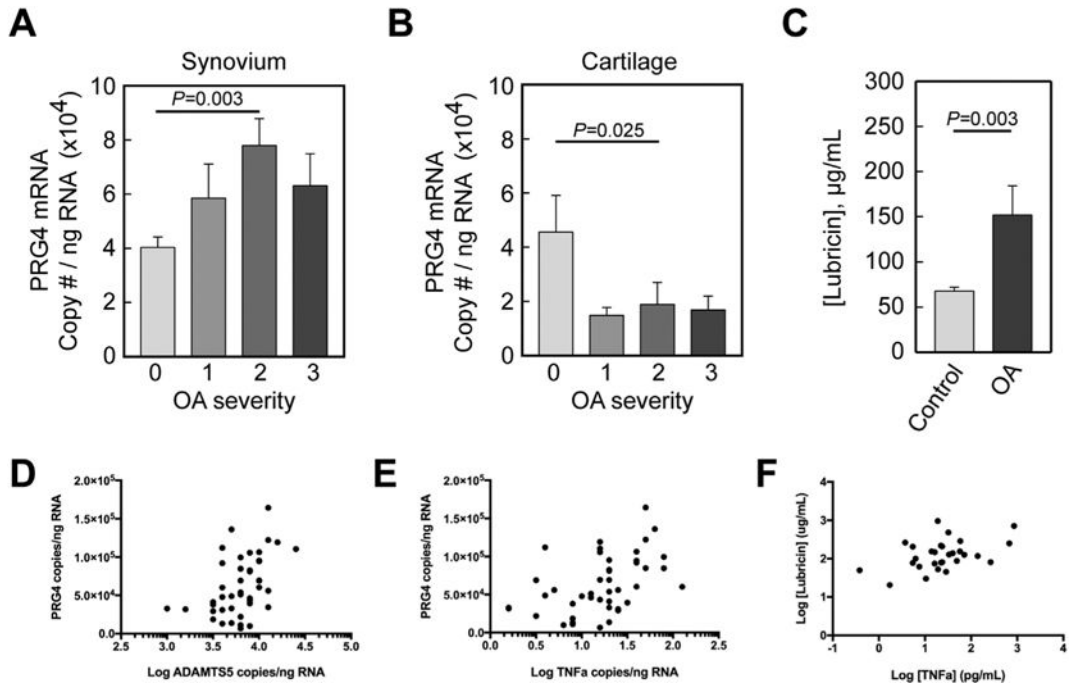 A
Synovium
PRG4 mRNA
Copy # / ng RNA (x10⁴)
10
8
6
4
2
0
P=0.003
0 1 2 3
OA severity
B
Cartilage
PRG4 mRNA
Copy # / ng RNA (x10⁴)
10
8
6
4
2
0
P=0.025
0 1 2 3
OA severity
C
[Lubricin], µg/mL
300
250
200
150
100
50
0
P=0.003
Control
OA
D
PRG4 copies/ng RNA
2.0×10⁵
1.5×10⁵
1.0×10⁵
5.0×10⁴
0.0
2.5 3.0 3.5 4.0 4.5 5.0
Log ADAMTS5 copies/ng RNA
E
PRG4 copies/ng RNA
2.0×10⁵
1.5×10⁵
1.0×10⁵
5.0×10⁴
0.0
0.0 0.5 1.0 1.5 2.0 2.5
Log TNFa copies/ng RNA
F
Log [Lubricin] (ug/mL)
4
3
2
1
0
-1 0 1 2 3 4
Log [TNFa] (pg/mL)